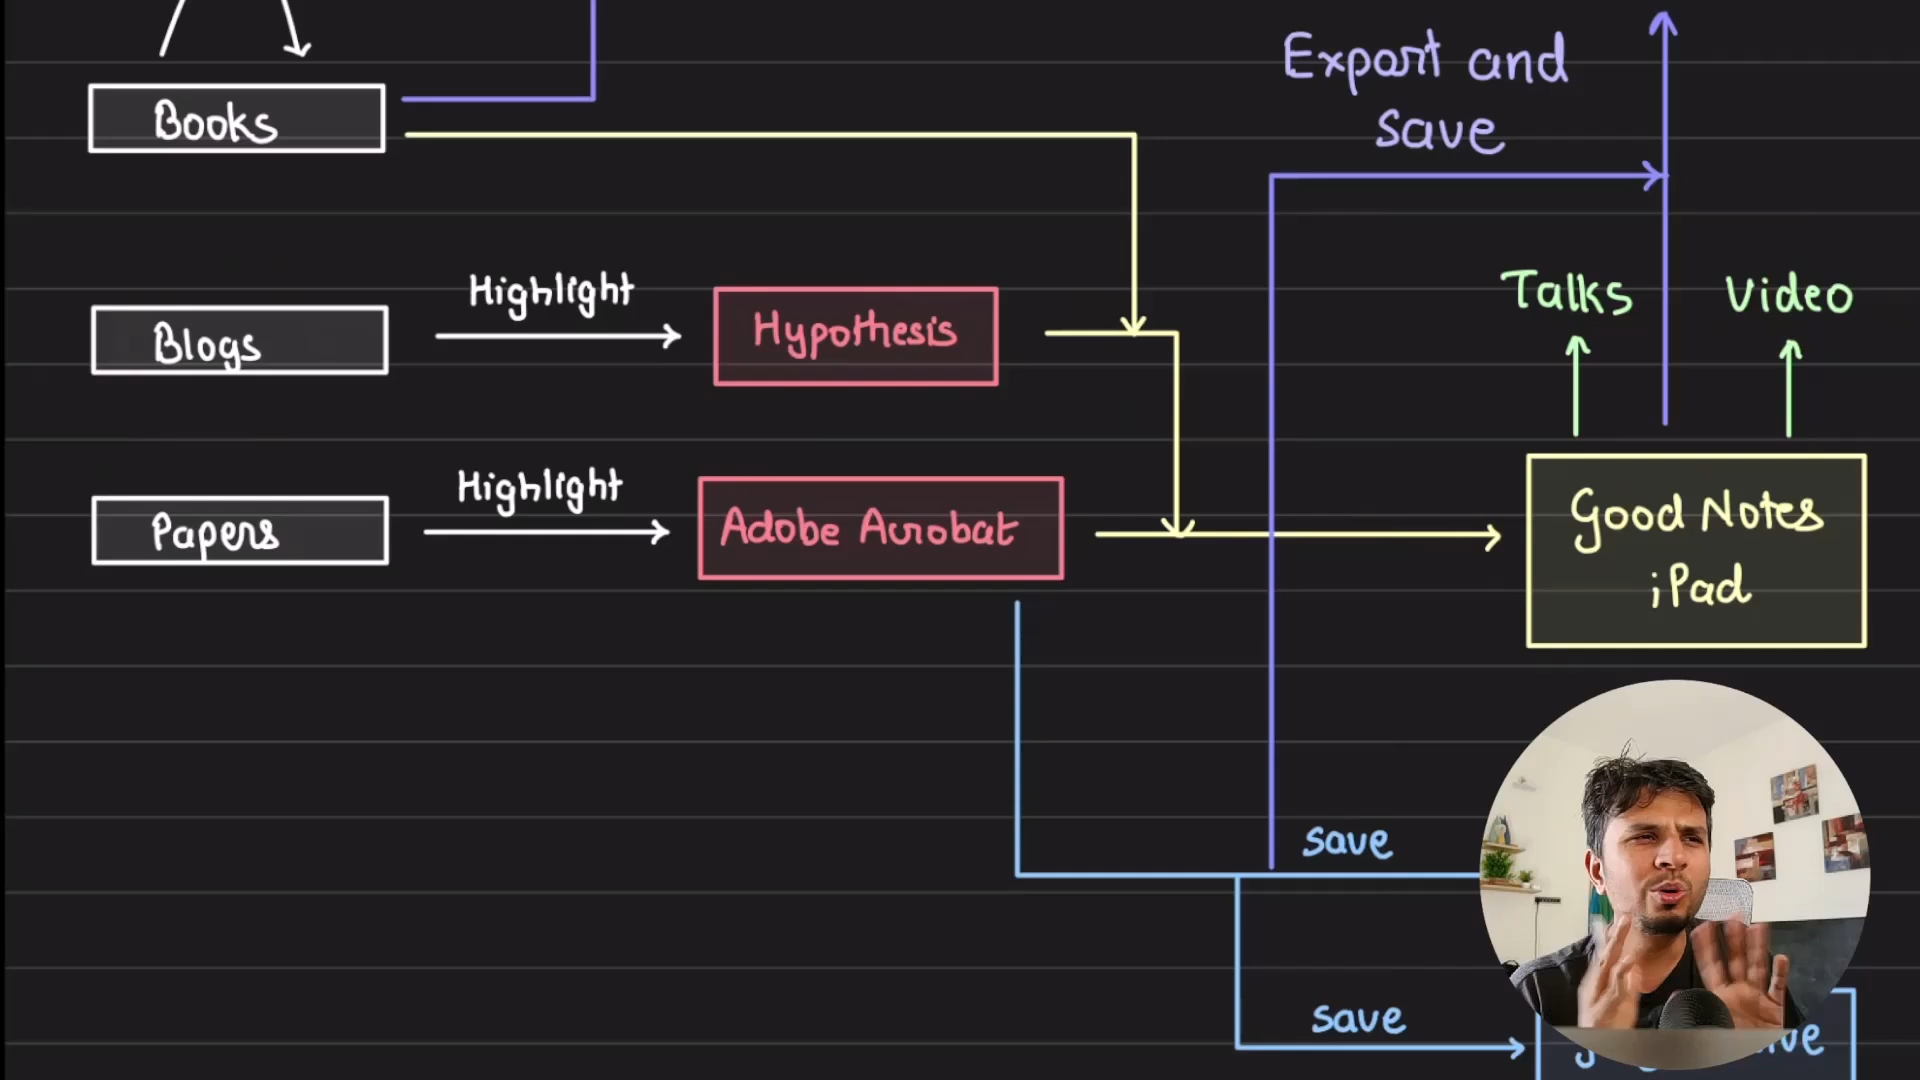 Export and
save
Books
Talks
Video
Highlight
Hypothesis
Blogs
Highlight
Good Notes
iPad
Adobe Acrobat
Papers
save
save